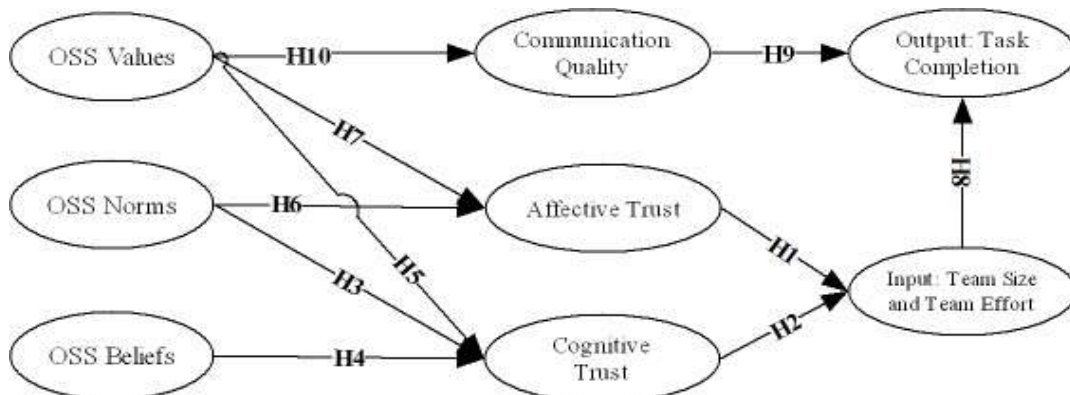 OSS Values
H10
Communication
Quality
H9
Output: Task
Completion
H7
H8
OSS Norms
H6
Affective Trust
H1
H5
H3
Input: Team Size
and Team Effort
H2
OSS Beliefs
H4
Cognitive
Trust